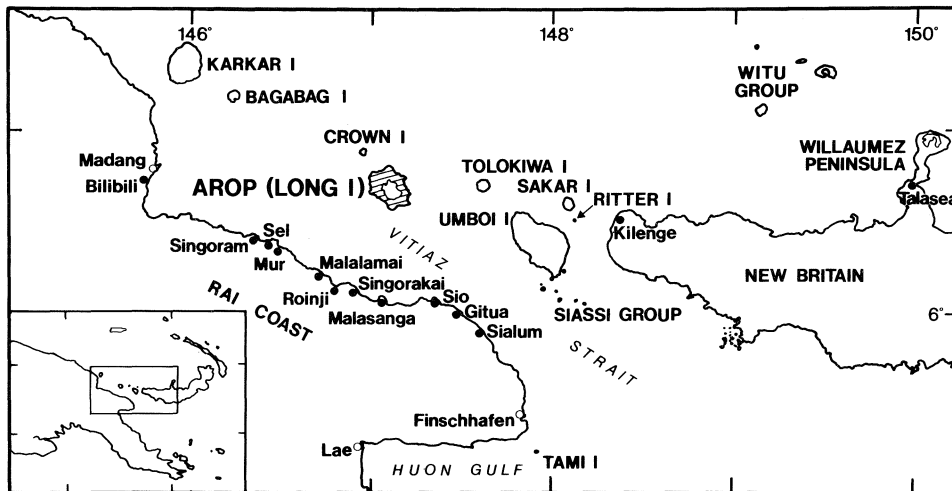 146°
148°
150°
KARKAR I
BAGABAG I
WITU
GROUP
CROWN I
WILLAUMEZ
PENINSULA
Madang
Bilibili
AROP (LONG I)
TOLOKIWA I
SAKAR I
RITTER I
Talasea
UMBOI I
Kilenge
VITIAZ
Sel
Singoram
Mur
Malalamai
NEW BRITAIN
Singorakai
Roinji
Sio
RAI COAST
Malasanga
Gitua
SIASSI GROUP
6°
Sialum
STRAIT
Finschhafen
Lae
HUON GULF
TAMI I